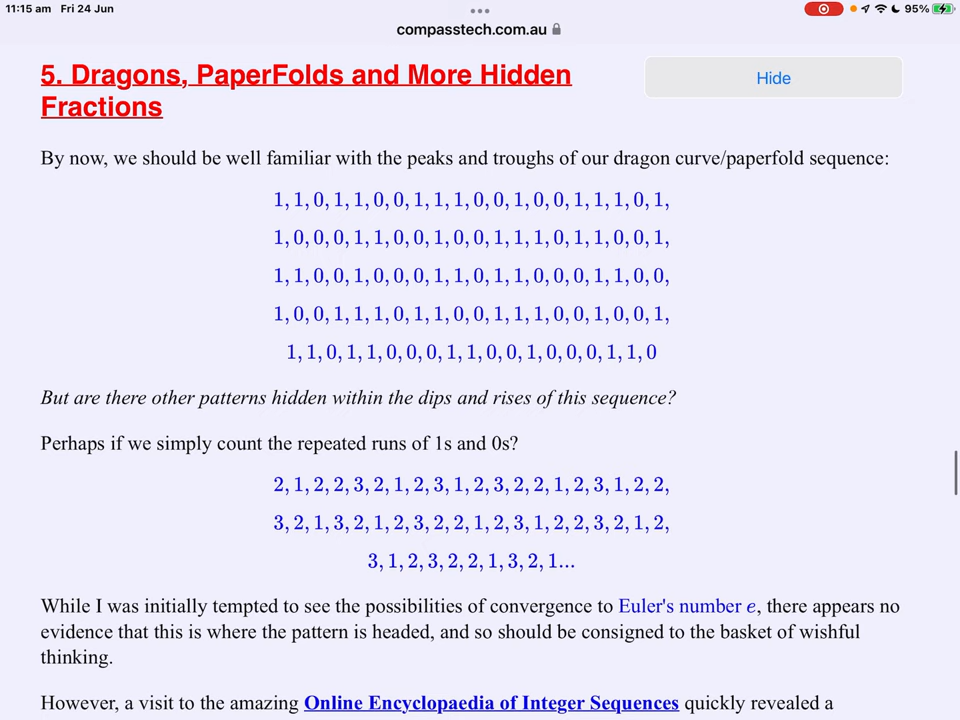 11:15 am Fri 24 Jun
95%
compasstech.com.au
5. Dragons, PaperFolds and More Hidden
Fractions
Hide
By now, we should be well familiar with the peaks and troughs of our dragon curve/paperfold sequence:
1, 1, 0, 1, 1, 0, 0, 1, 1, 1, 0, 0, 1, 0, 0, 1, 1, 1, 0, 1,
1, 0, 0, 0, 1, 1, 0, 0, 1, 0, 0, 1, 1, 1, 0, 1, 1, 0, 0, 1,
1, 1, 0, 0, 1, 0, 0, 0, 1, 1, 0, 1, 1, 0, 0, 0, 1, 1, 0, 0,
1, 0, 0, 1, 1, 1, 0, 1, 1, 0, 0, 1, 1, 1, 0, 0, 1, 0, 0, 1,
1, 1, 0, 1, 1, 0, 0, 0, 1, 1, 0, 0, 1, 0, 0, 0, 1, 1, 0
But are there other patterns hidden within the dips and rises of this sequence?
Perhaps if we simply count the repeated runs of 1s and 0s?
2, 1, 2, 2, 3, 2, 1, 2, 3, 1, 2, 3, 2, 2, 1, 2, 3, 1, 2, 2,
3, 2, 1, 3, 2, 1, 2, 3, 2, 2, 1, 2, 3, 1, 2, 2, 3, 2, 1, 2,
3, 1, 2, 3, 2, 2, 1, 3, 2, 1...
While I was initially tempted to see the possibilities of convergence to Euler's number e, there appears no
evidence that this is where the pattern is headed, and so should be consigned to the basket of wishful
thinking.
However, a visit to the amazing Online Encyclopaedia of Integer Sequences quickly revealed a